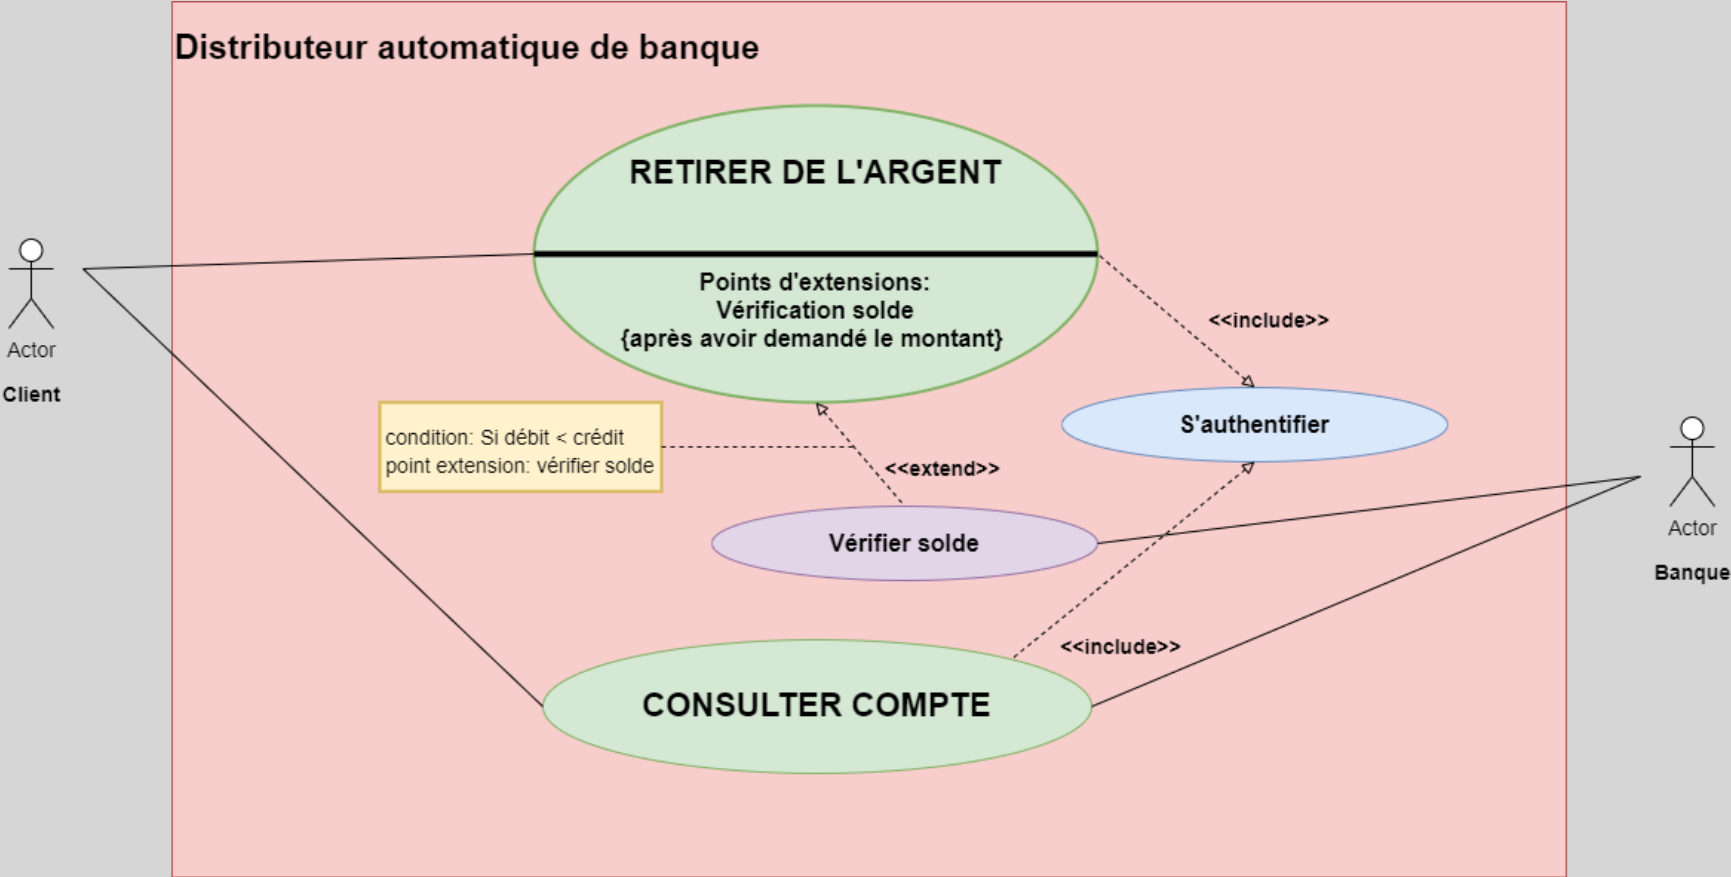 Distributeur automatique de banque
RETIRER DE L'ARGENT
Points d'extensions:
Vérification solde
{après avoir demandé le montant}
<<include>>
Actor
Client
condition: Si débit < crédit
point extension: vérifier solde
<<extend>>
S'authentifier
Vérifier solde
Actor
Banque
<<include>>
CONSULTER COMPTE